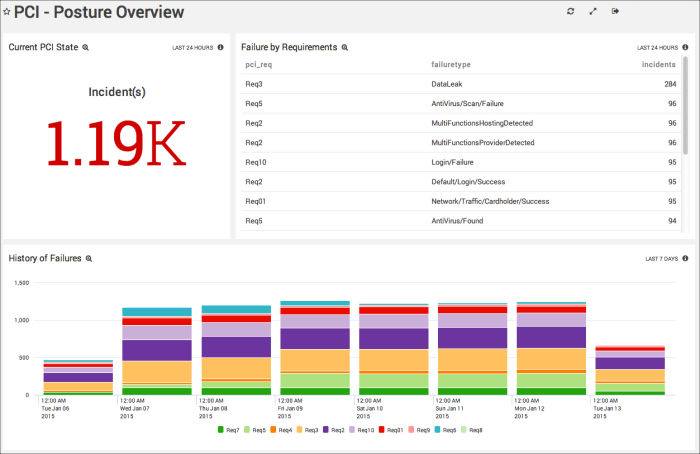 PCI - Posture Overview
Current PCI State
LAST 24 HOURS
Incident(s)
1.19K
Failure by Requirements
LAST 24 HOURS
pci_req failuretype incidents
Req3 DataLeak 284
Req5 AntiVirus/Scan/Failure 96
Req2 MultiFunctionsHostingDetected 96
Req2 MultiFunctionsProviderDetected 96
Req10 Login/Failure 95
Req2 Default/Login/Success 95
Req01 Network/Traffic/Cardholder/Success 95
Req5 AntiVirus/Found 94
History of Failures
LAST 7 DAYS
1,500
1,000
500
0
12:00 AM 12:00 AM 12:00 AM 12:00 AM 12:00 AM 12:00 AM 12:00 AM 12:00 AM
Tue Jan 06 Wed Jan 07 Thu Jan 08 Fri Jan 09 Sat Jan 10 Sun Jan 11 Mon Jan 12 Tue Jan 13
2015 2015 2015 2015 2015 2015 2015 2015
Req7 Req5 Req4 Req3 Req2 Req10 Req01 Req9 Req6 Req8